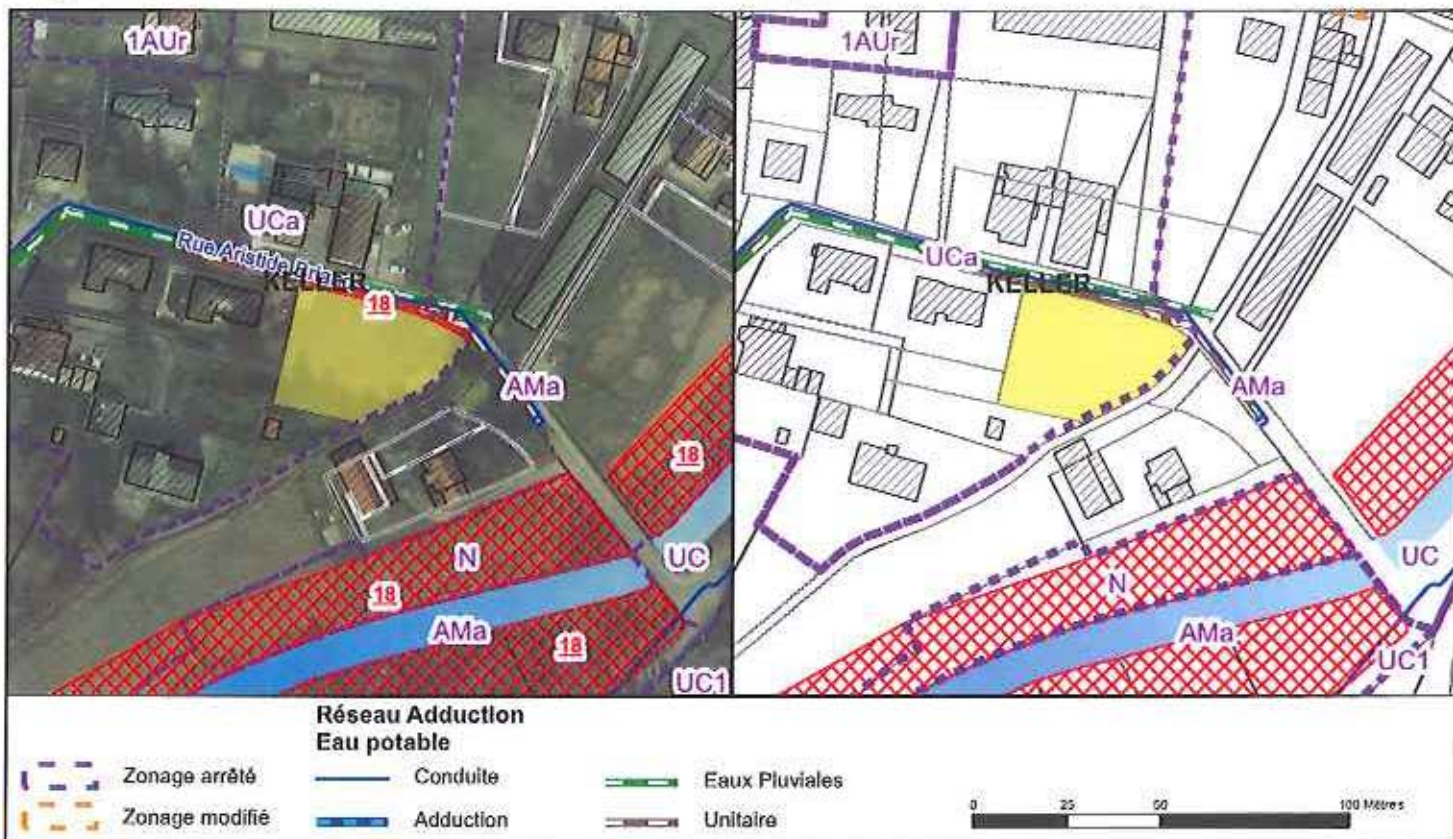 1AUr
UCa
Rue Aristide Bria
KELLER
18
AMa
18
N
18
UC
AMa
18
UC1
1AUr
UCa
KELLER
AMa
UC
N
AMa
UC1
Réseau Adduction
Eau potable
Zonage arrêté
Conduite
Eaux Pluviales
Zonage modifié
Adduction
Unitaire
0 25 50 100 Mètres